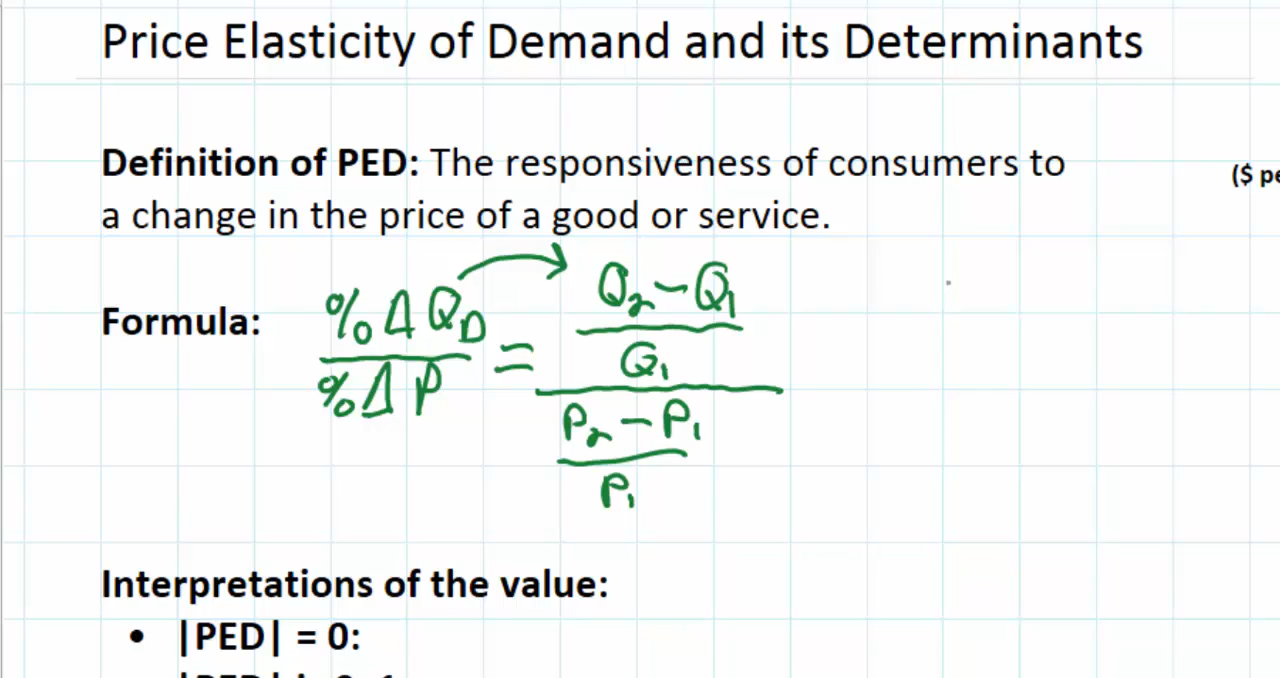 Price Elasticity of Demand and its Determinants
Definition of PED: The responsiveness of consumers to
a change in the price of a good or service.
($ pe
Formula:
%ΔQD
%ΔP
=
Q2-Q1
Q1
P2-P1
P1
Interpretations of the value:
• |PED| = 0: